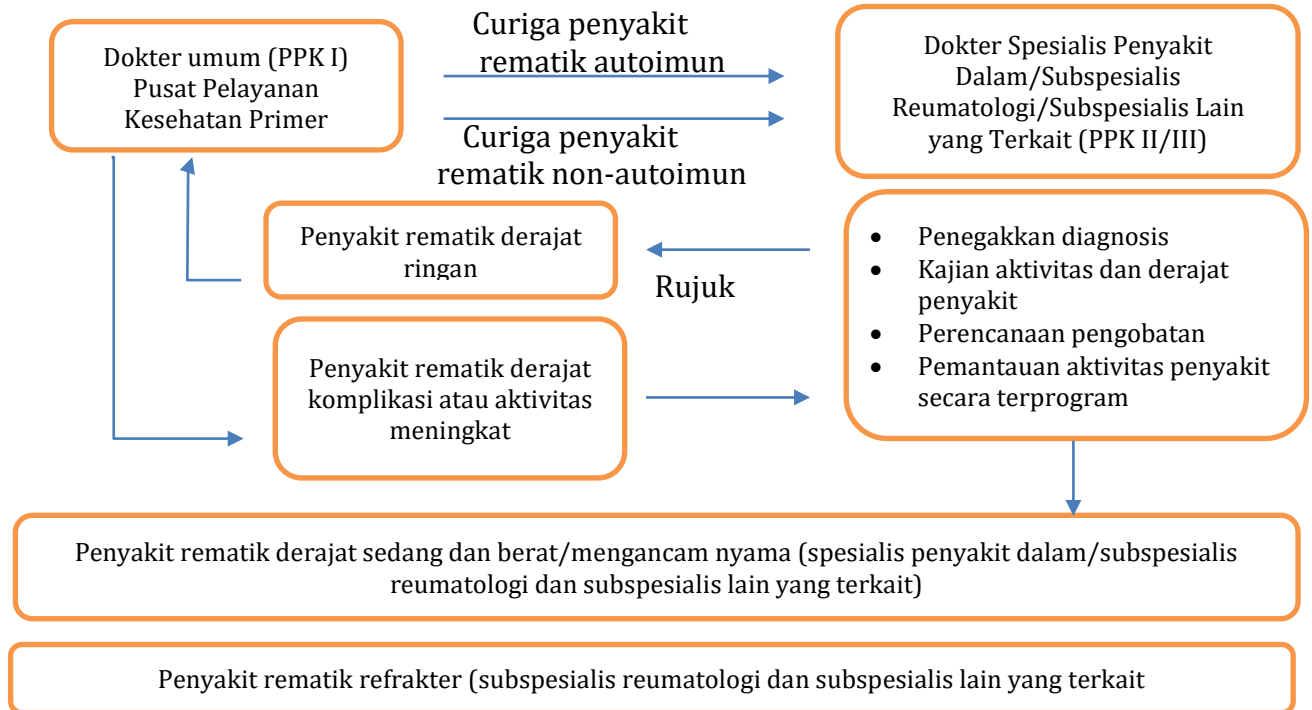 Dokter umum (PPK I)
Pusat Pelayanan
Kesehatan Primer
Curiga penyakit
rematik autoimun
Curiga penyakit
rematik non-autoimun
Dokter Spesialis Penyakit
Dalam/Subspesialis
Reumatologi/Subspesialis Lain
yang Terkait (PPK II/III)
Penyakit rematik derajat
ringan
Rujuk
• Penegakkan diagnosis
• Kajian aktivitas dan derajat
penyakit
• Perencanaan pengobatan
• Pemantauan aktivitas penyakit
secara terprogram
Penyakit rematik derajat
komplikasi atau aktivitas
meningkat
Penyakit rematik derajat sedang dan berat/mengancam nyama (spesialis penyakit dalam/subspesialis
reumatologi dan subspesialis lain yang terkait)
Penyakit rematik refrakter (subspesialis reumatologi dan subspesialis lain yang terkait